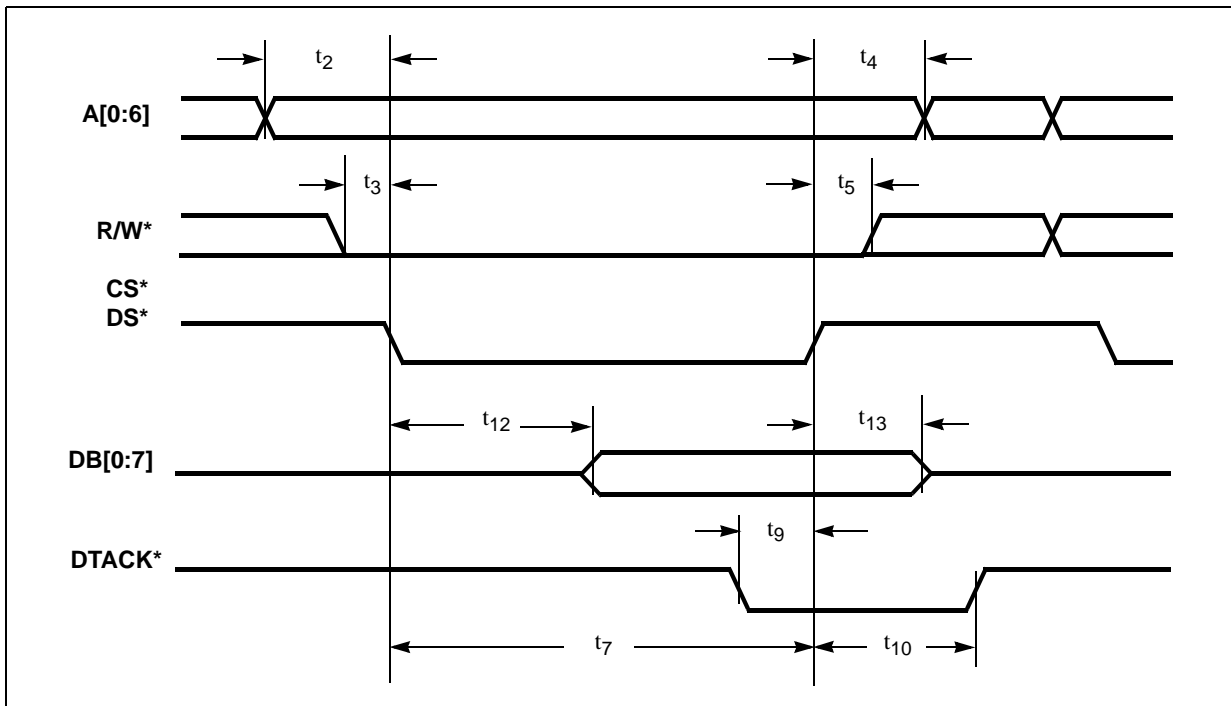 t2
t4
A[0:6]
t3
t5
R/W*
CS*
DS*
t12
t13
DB[0:7]
t9
DTACK*
t7
t10